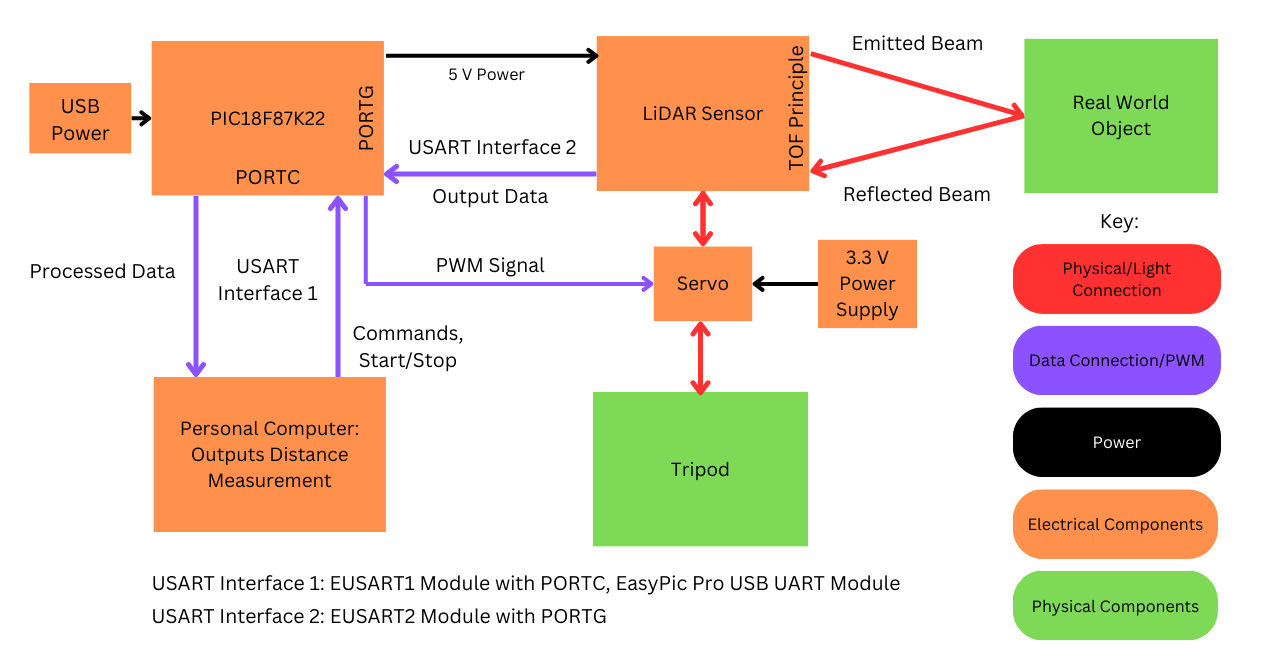 USB
Power
PIC18F87K22
PORTG
PORTC
5 V Power
LiDAR Sensor
TOF Principle
Emitted Beam
Real World
Object
USART Interface 2
Output Data
Reflected Beam
Processed Data
USART
Interface 1
PWM Signal
Servo
3.3 V
Power
Supply
Commands,
Start/Stop
Personal Computer:
Outputs Distance
Measurement
Tripod
Key:
Physical/Light
Connection
Data Connection/PWM
Power
Electrical Components
Physical Components
USART Interface 1: EUSART1 Module with PORTC, EasyPic Pro USB UART Module
USART Interface 2: EUSART2 Module with PORTG